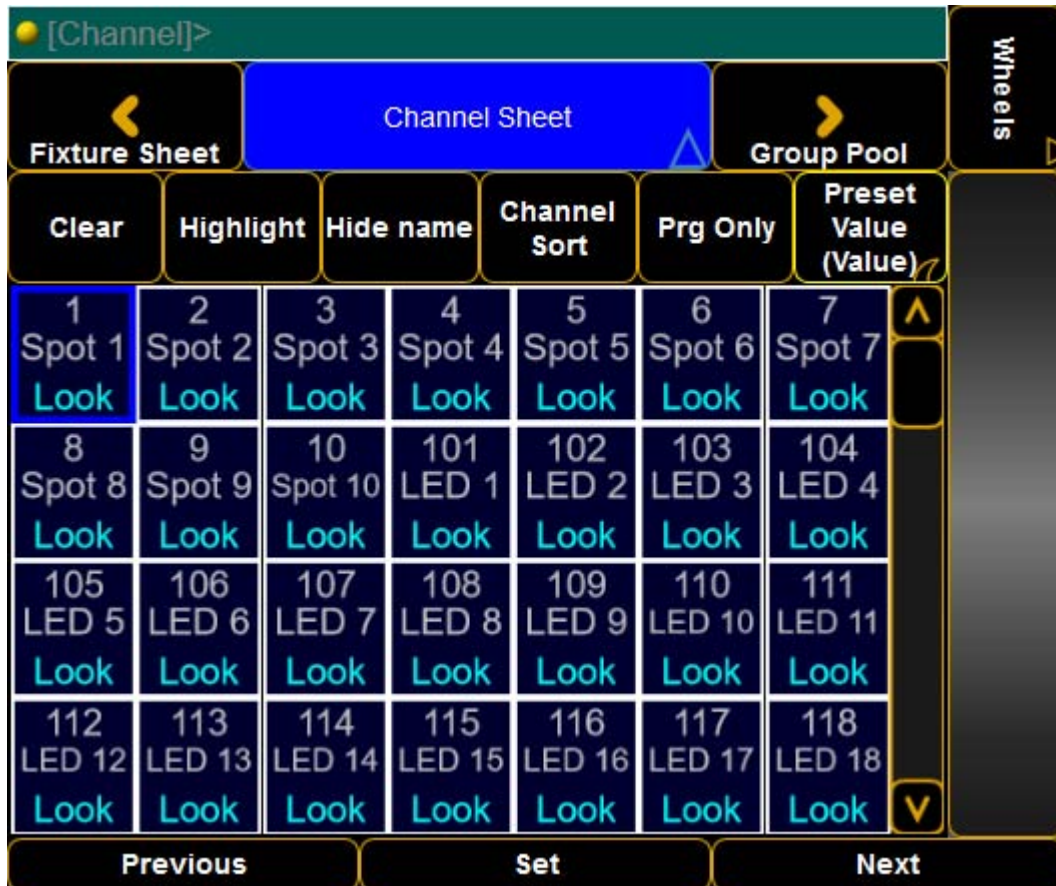 [Channel]>
Wheels
Fixture Sheet
Channel Sheet
Group Pool
Clear
Highlight
Hide name
Channel
Sort
Prg Only
Preset
Value
(Value)
1
Spot 1
Look
2
Spot 2
Look
3
Spot 3
Look
4
Spot 4
Look
5
Spot 5
Look
6
Spot 6
Look
7
Spot 7
Look
8
Spot 8
Look
9
Spot 9
Look
10
Spot 10
Look
101
LED 1
Look
102
LED 2
Look
103
LED 3
Look
104
LED 4
Look
105
LED 5
Look
106
LED 6
Look
107
LED 7
Look
108
LED 8
Look
109
LED 9
Look
110
LED 10
Look
111
LED 11
Look
112
LED 12
Look
113
LED 13
Look
114
LED 14
Look
115
LED 15
Look
116
LED 16
Look
117
LED 17
Look
118
LED 18
Look
Previous
Set
Next